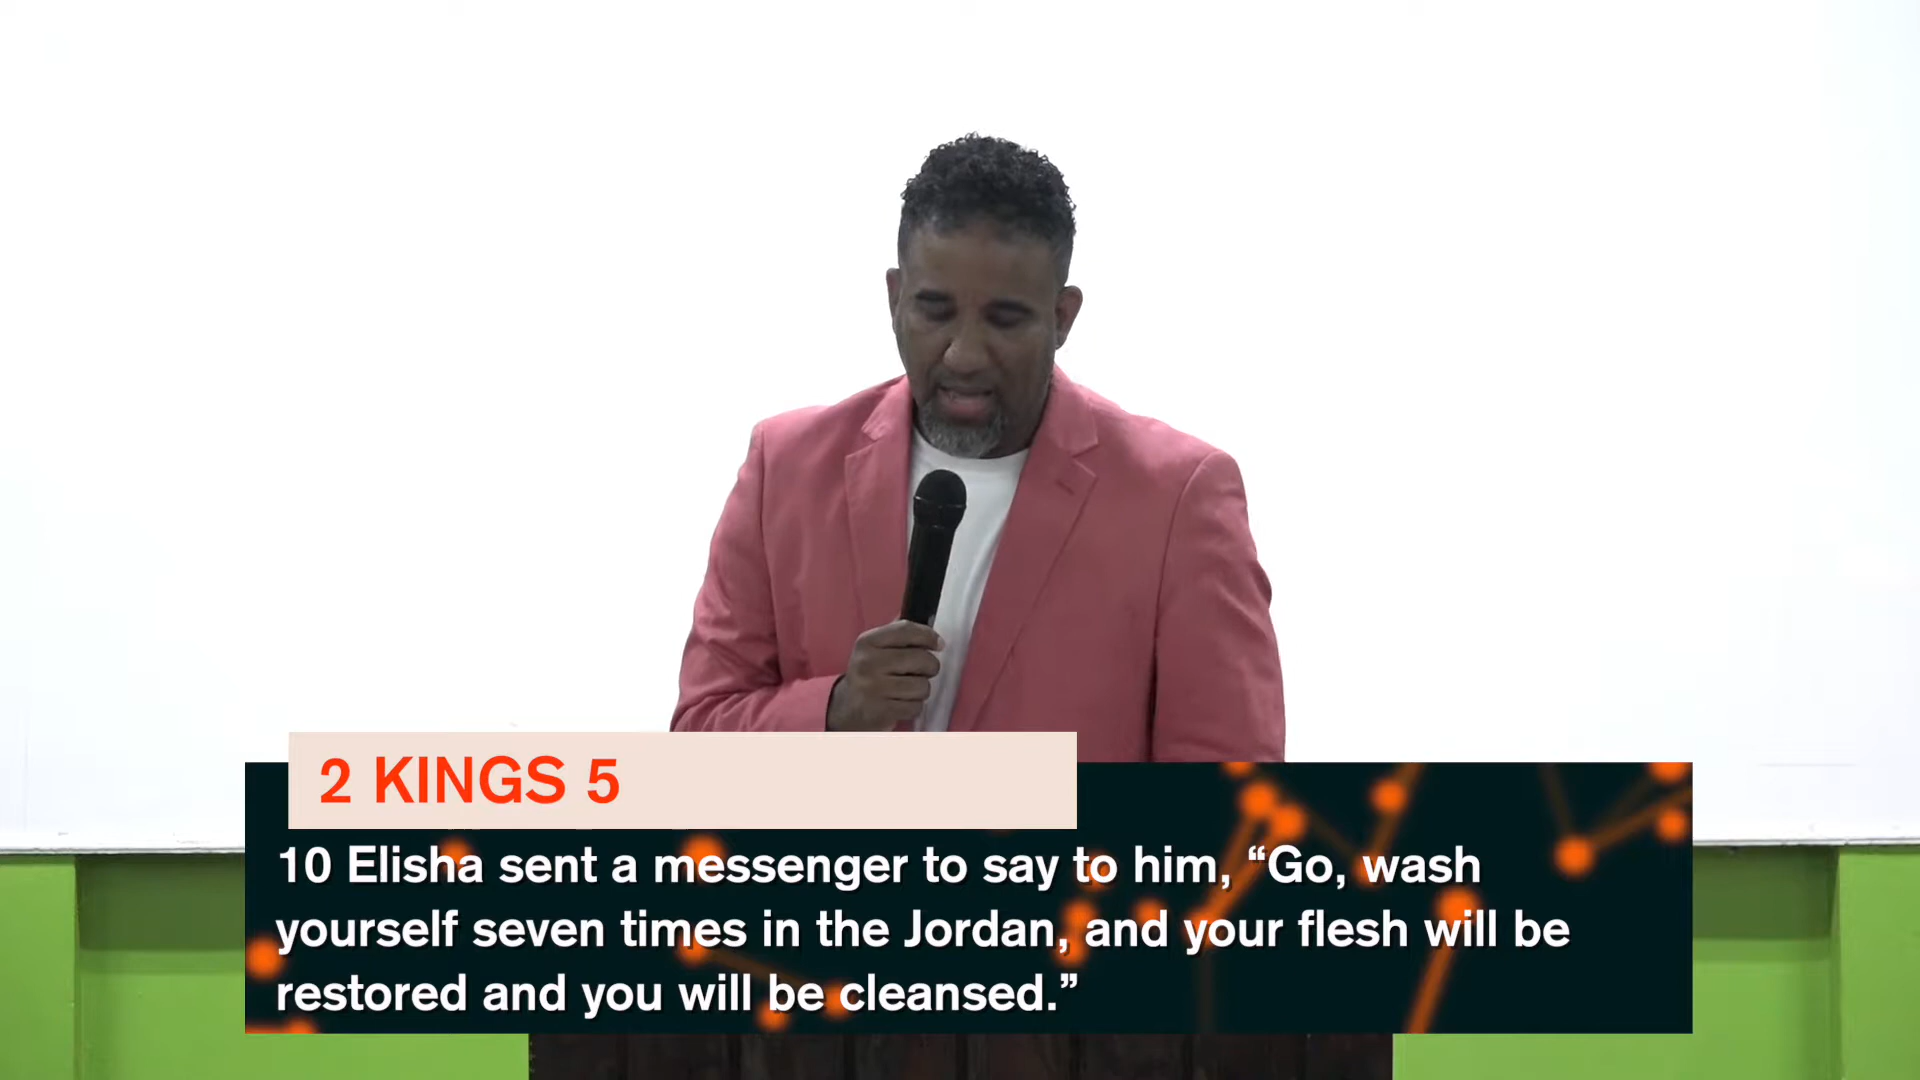 2 KINGS 5
10 Elisha sent a messenger to say to him, “Go, wash
yourself seven times in the Jordan, and your flesh will be
restored and you will be cleansed.”